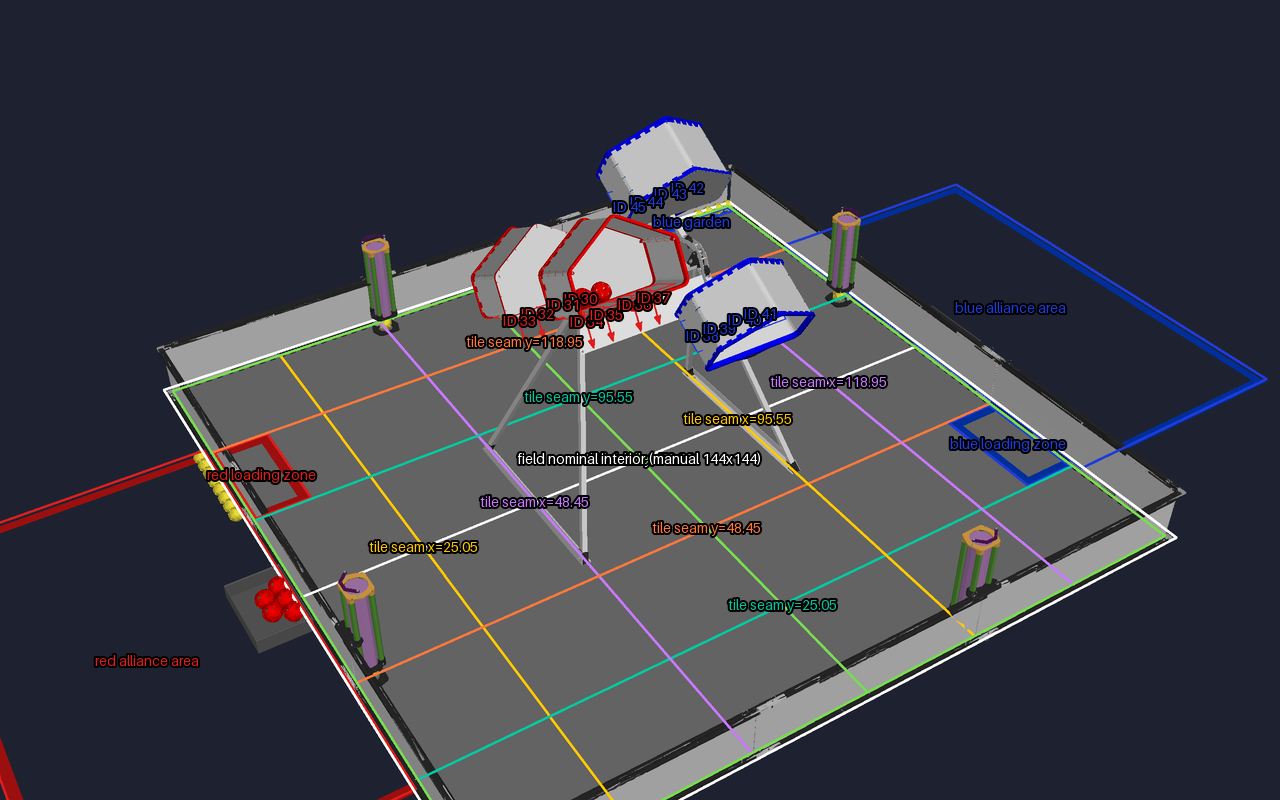 ID 42
ID 43
ID 44
ID 45
blue garden
ID 30
ID 31
ID 32
ID 33
ID 37
ID 35
ID 34
ID 41
ID 39
ID 38
blue alliance area
tile seam y=118.95
tile seam x=118.95
tile seam y=95.55
tile seam x=95.55
blue loading zone
field nominal interior (manual 144x144)
red loading zone
tile seam x=48.45
tile seam y=48.45
tile seam x=25.05
tile seam y=25.05
red alliance area